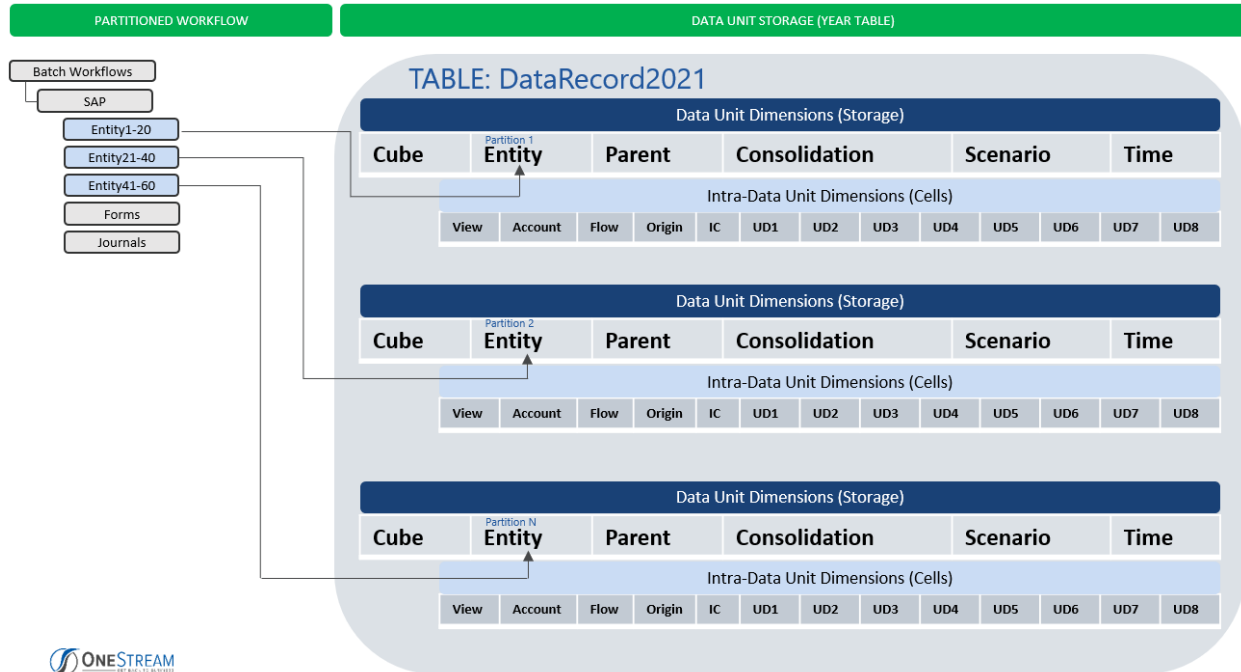 PARTITIONED WORKFLOW
DATA UNIT STORAGE (YEAR TABLE)
Batch Workflows
SAP
Entity1-20
Entity21-40
Entity41-60
Forms
Journals
TABLE: DataRecord2021
Data Unit Dimensions (Storage)
Partition 1
Cube Entity Parent Consolidation Scenario Time
Intra-Data Unit Dimensions (Cells)
View Account Flow Origin IC UD1 UD2 UD3 UD4 UD5 UD6 UD7 UD8
Data Unit Dimensions (Storage)
Partition 2
Cube Entity Parent Consolidation Scenario Time
Intra-Data Unit Dimensions (Cells)
View Account Flow Origin IC UD1 UD2 UD3 UD4 UD5 UD6 UD7 UD8
Data Unit Dimensions (Storage)
Partition N
Cube Entity Parent Consolidation Scenario Time
Intra-Data Unit Dimensions (Cells)
View Account Flow Origin IC UD1 UD2 UD3 UD4 UD5 UD6 UD7 UD8
ONESTREAM